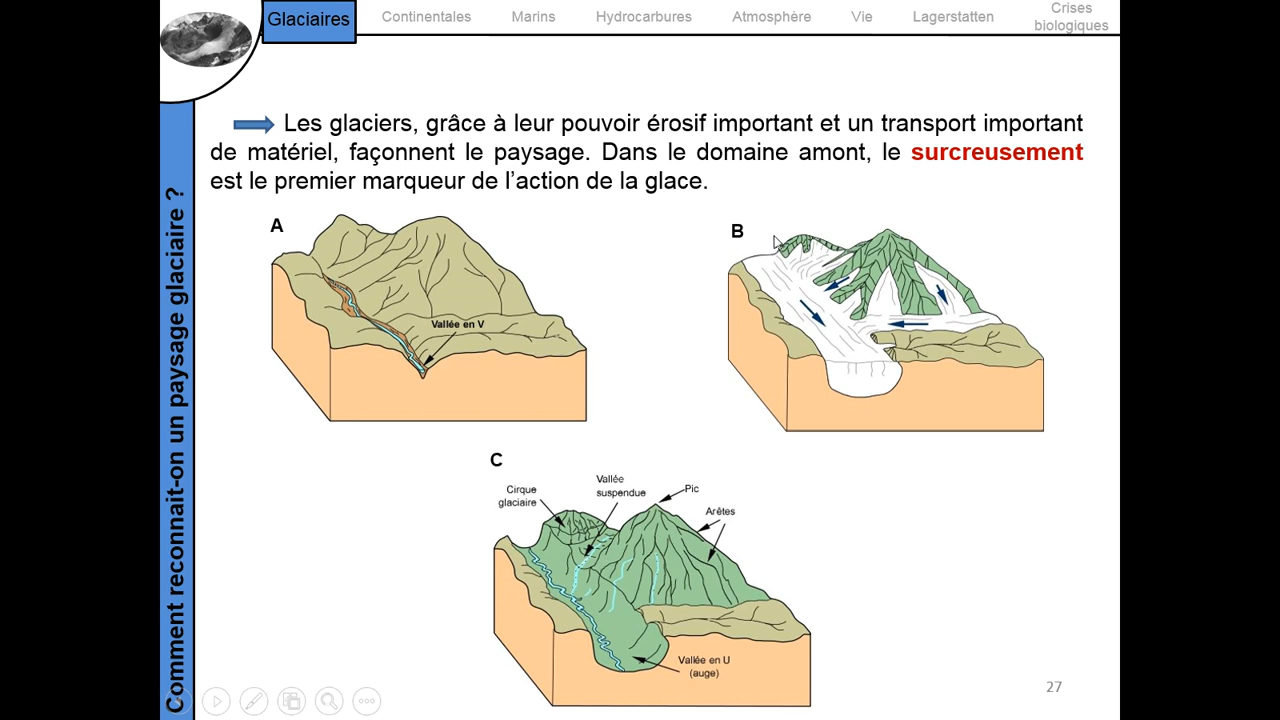 Glaciaires
Continentales
Marins
Hydrocarbures
Atmosphère
Vie
Lagerstatten
Crises
biologiques
Comment reconnait-on un paysage glaciaire ?
Les glaciers, grâce à leur pouvoir érosif important et un transport important
de matériel, façonnent le paysage. Dans le domaine amont, le surcreusement
est le premier marqueur de l’action de la glace.
A
Vallée en V
B
C
Cirque
glaciaire
Vallée
suspendue
Pic
Arêtes
Vallée en U
(auge)
27